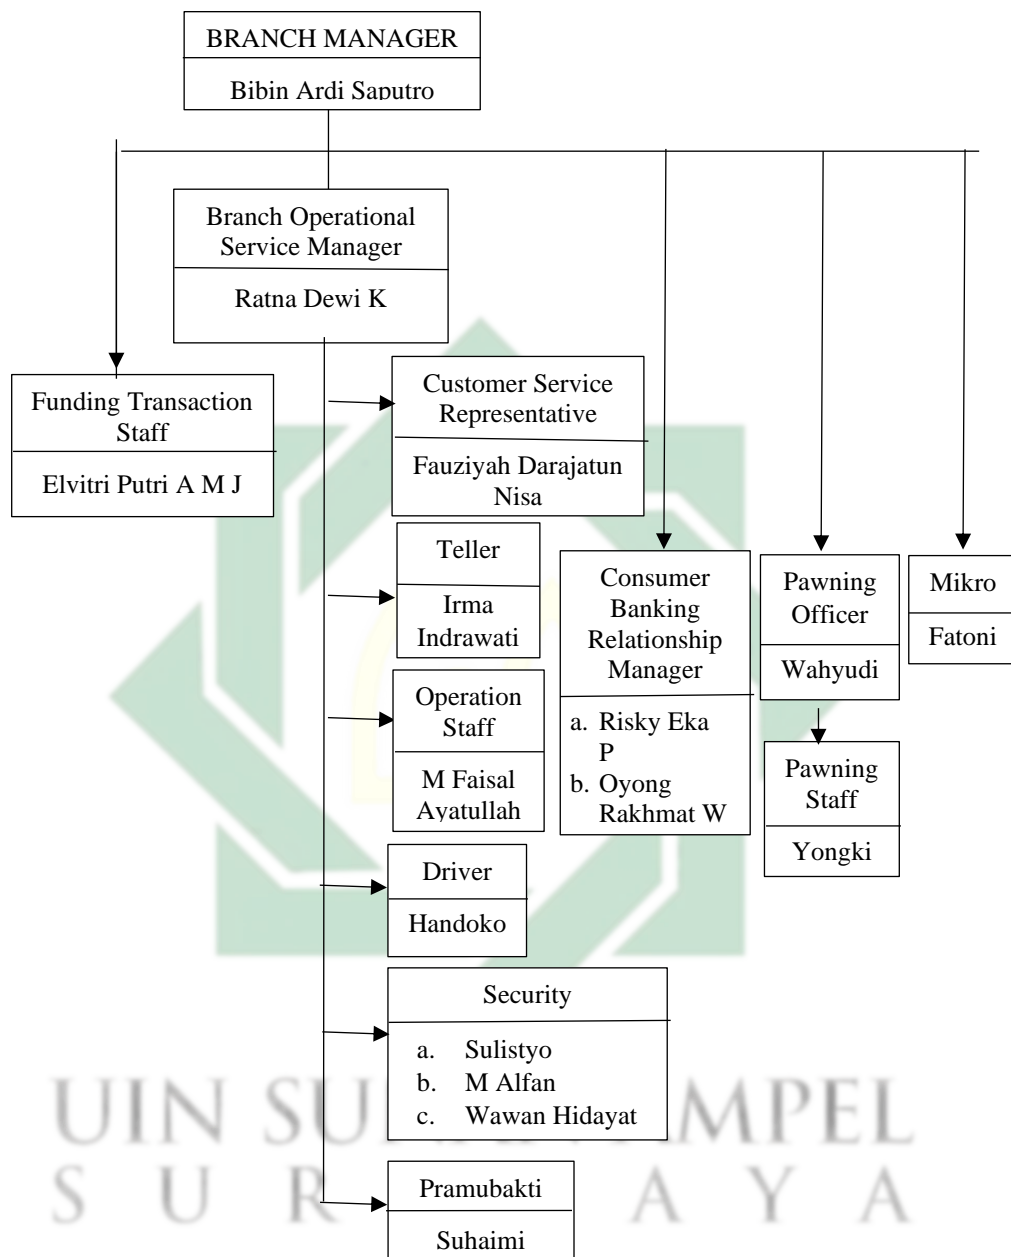 BRANCH MANAGER
Bibin Ardi Saputro
Branch Operational
Service Manager
Ratna Dewi K
Funding Transaction
Staff
Elvitri Putri A M J
Customer Service
Representative
Fauziyah Darajatun
Nisa
Teller
Irma
Indrawati
Operation
Staff
M Faisal
Ayatullah
Driver
Handoko
Security
a. Sulistyo
b. M Alfan
c. Wawan Hidayat
Pramubakti
Suhaimi
Consumer
Banking
Relationship
Manager
a. Risky Eka
P
b. Oyong
Rakhmat W
Pawning
Officer
Wahyudi
Pawning
Staff
Yongki
Mikro
Fatoni
UIN SU AMPEL
S U R A Y A